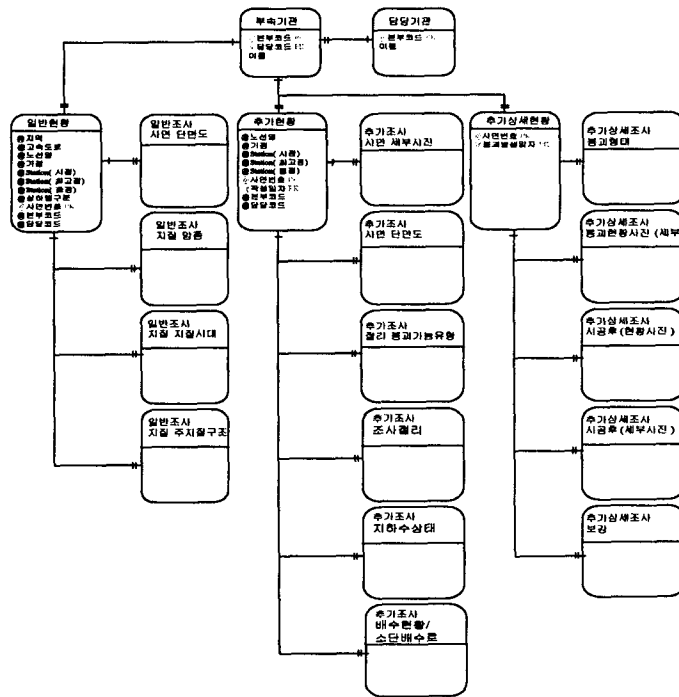 부속기관
본부코드 PK
담당코드 FK
이름
담당기관
본부코드 PK
이름
일반현황
지역
고속도로
노선명
기점
Station( 시점)
Station( 최고점)
Station( 종점)
상하행구분
사면번호 PK
본부코드
담당코드
일반조사
사면 단면도
일반조사
지질 암종
일반조사
지질 지질시대
일반조사
지질 주지질구조
추가현황
노선명
기점
Station( 시점)
Station( 최고점)
Station( 종점)
사면번호 PK
작성일자 FK
본부코드
담당코드
추가조사
사면 세부사진
추가조사
사면 단면도
추가조사
절리 붕괴가능유형
추가조사
조사절리
추가조사
지하수상태
추가조사
배수현황/
소단배수로
추가상세현황
사면번호 PK
붕괴발생일자 FK
추가상세조사
붕괴형태
추가상세조사
붕괴현황사진 (세부
추가상세조사
시공후 (현황사진 )
추가상세조사
시공후 (세부사진 )
추가상세조사
보강